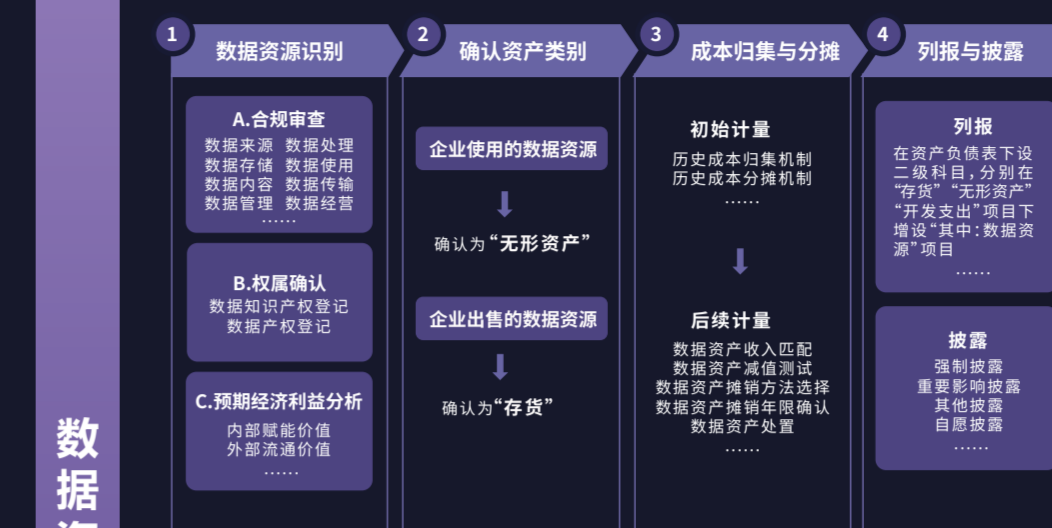 数据
1
数据资源识别
A.合规审查
数据来源 数据处理
数据存储 数据使用
数据内容 数据传输
数据管理 数据经营
……
B.权属确认
数据知识产权登记
数据产权登记
C.预期经济利益分析
内部赋能价值
外部流通价值
……
2
确认资产类别
企业使用的数据资源
确认为“无形资产”
企业出售的数据资源
确认为“存货”
3
成本归集与分摊
初始计量
历史成本归集机制
历史成本分摊机制
……
后续计量
数据资产收入匹配
数据资产减值测试
数据资产摊销方法选择
数据资产摊销年限确认
数据资产处置
……
4
列报与披露
列报
在资产负债表下设
二级科目,分别在
“存货”“无形资产”
“开发支出”项目下
增设“其中:数据资
源”项目
……
披露
强制披露
重要影响披露
其他披露
自愿披露
……